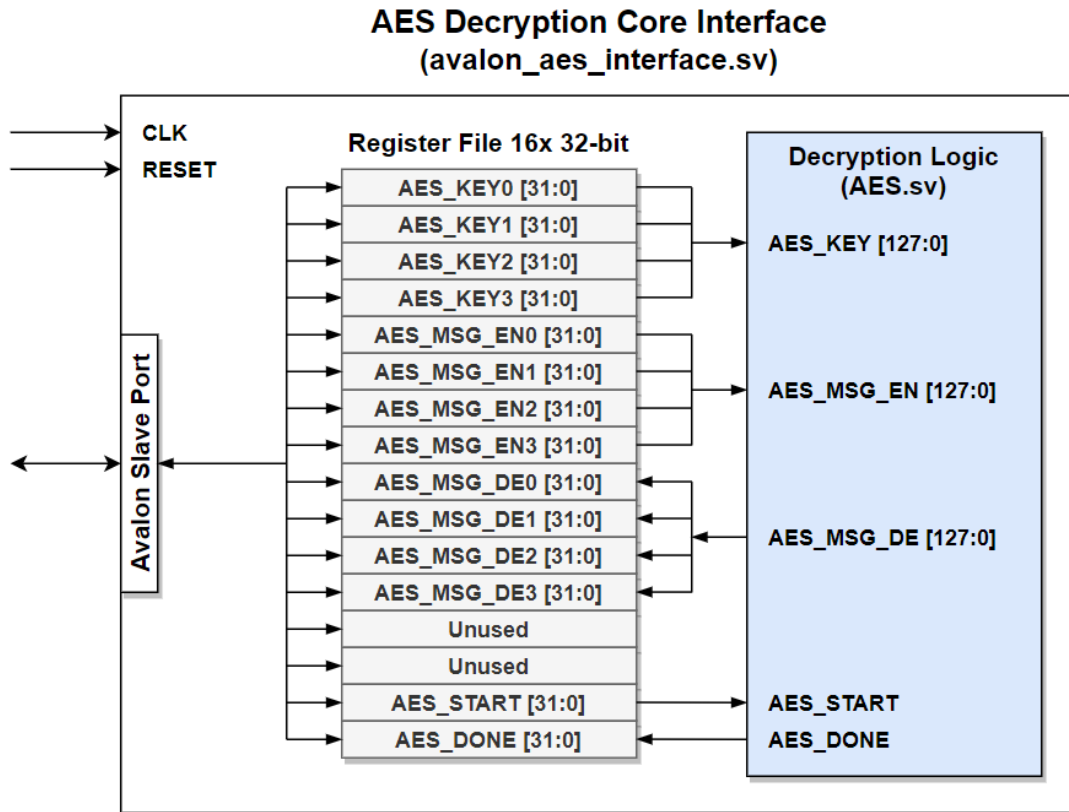 AES Decryption Core Interface
(avalon_aes_interface.sv)
CLK
RESET
Avalon Slave Port
Register File 16x 32-bit
AES_KEY0 [31:0]
AES_KEY1 [31:0]
AES_KEY2 [31:0]
AES_KEY3 [31:0]
AES_MSG_EN0 [31:0]
AES_MSG_EN1 [31:0]
AES_MSG_EN2 [31:0]
AES_MSG_EN3 [31:0]
AES_MSG_DE0 [31:0]
AES_MSG_DE1 [31:0]
AES_MSG_DE2 [31:0]
AES_MSG_DE3 [31:0]
Unused
Unused
AES_START [31:0]
AES_DONE [31:0]
Decryption Logic
(AES.sv)
AES_KEY [127:0]
AES_MSG_EN [127:0]
AES_MSG_DE [127:0]
AES_START
AES_DONE